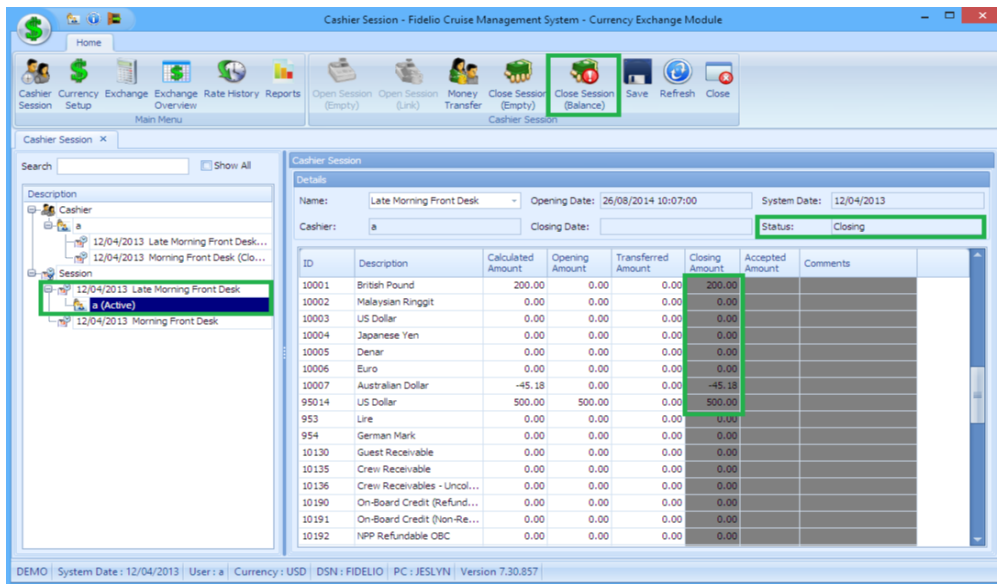 Cashier Session - Fidelio Cruise Management System - Currency Exchange Module
Home
Cashier Session
Currency Setup
Exchange
Exchange Overview
Rate History
Reports
Open Session (Empty)
Open Session (Link)
Money Transfer
Close Session (Empty)
Close Session (Balance)
Save
Refresh
Close
Main Menu
Cashier Session
Cashier Session
Search
Show All
Description
Cashier
a
12/04/2013 Late Morning Front Desk...
12/04/2013 Morning Front Desk (Clo...
Session
12/04/2013 Late Morning Front Desk
a (Active)
12/04/2013 Morning Front Desk
Cashier Session
Details
Name: Late Morning Front Desk Opening Date: 26/08/2014 10:07:00 System Date: 12/04/2013
Cashier: a Closing Date: Status: Closing
ID Description Calculated Amount Opening Amount Transferred Amount Closing Amount Accepted Amount Comments
10001 British Pound 200.00 0.00 0.00 200.00
10002 Malaysian Ringgit 0.00 0.00 0.00 0.00
10003 US Dollar 0.00 0.00 0.00 0.00
10004 Japanese Yen 0.00 0.00 0.00 0.00
10005 Denar 0.00 0.00 0.00 0.00
10006 Euro 0.00 0.00 0.00 0.00
10007 Australian Dollar -45.18 0.00 0.00 -45.18
95014 US Dollar 500.00 500.00 0.00 500.00
953 Lire 0.00 0.00 0.00 0.00
954 German Mark 0.00 0.00 0.00 0.00
10130 Guest Receivable 0.00 0.00 0.00 0.00
10135 Crew Receivable 0.00 0.00 0.00 0.00
10136 Crew Receivables - Uncol... 0.00 0.00 0.00 0.00
10190 On-Board Credit (Refund... 0.00 0.00 0.00 0.00
10191 On-Board Credit (Non-Re... 0.00 0.00 0.00 0.00
10192 NPP Refundable OBC 0.00 0.00 0.00 0.00
DEMO System Date : 12/04/2013 User : a Currency : USD DSN : FIDELIO PC : JESLYN Version 7.30.857